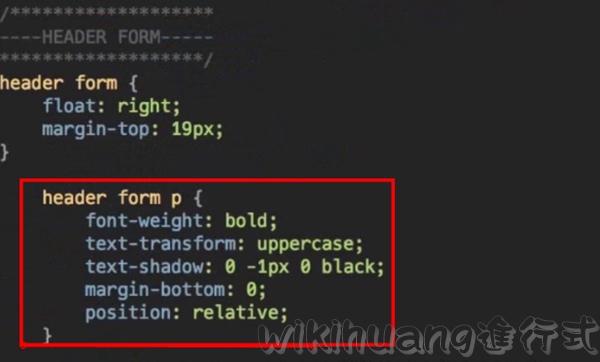 /*******************
----HEADER FORM-----
*******************/
header form {
    float: right;
    margin-top: 19px;
}
    header form p {
        font-weight: bold;
        text-transform: uppercase;
        text-shadow: 0 -1px 0 black;
        margin-bottom: 0;
        position: relative;
    }
wikihuang進行式